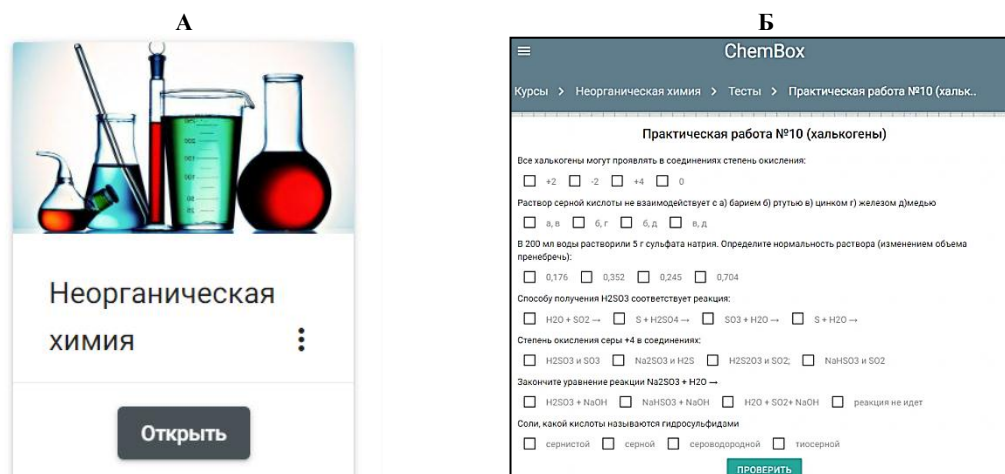 А
Б
Неорганическая
химия
Открыть
ChemBox
Курсы > Неорганическая химия > Тесты > Практическая работа №10 (хальк..
Практическая работа №10 (халькогены)
Все халькогены могут проявлять в соединениях степень окисления:
+2 -2 +4 0
Раствор серной кислоты не взаимодействует с а) барием б) ртутью в) цинком г) железом д)медью
а, в б, г б, д в, д
В 200 мл воды растворили 5 г сульфата натрия. Определите нормальность раствора (изменением объема
пренебречь):
0,176 0,352 0,245 0,704
Способу получения H2SO3 соответствует реакция:
H2O + SO2 → S + H2SO4 → SO3 + H2O → S + H2O →
Степень окисления серы +4 в соединениях:
H2SO3 и SO3 Na2SO3 и H2S H2S2O3 и SO2; NaHSO3 и SO2
Закончите уравнение реакции Na2SO3 + H2O →
H2SO3 + NaOH NaHSO3 + NaOH H2O + SO2+ NaOH реакция не идет
Соли, какой кислоты называются гидросульфидами
сернистой серной сероводородной тиосерной
ПРОВЕРИТЬ